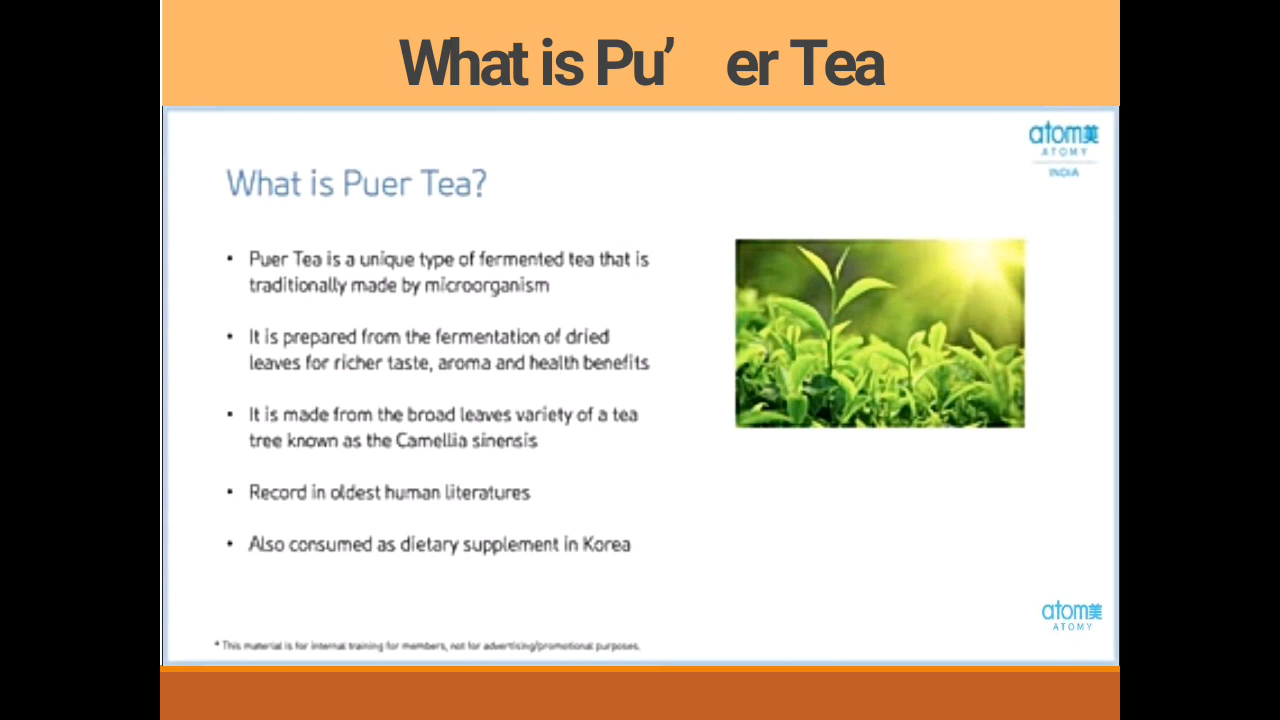 What is Pu’ er Tea
atom美
ATOMY
INDIA
What is Puer Tea?
• Puer Tea is a unique type of fermented tea that is
traditionally made by microorganism
• It is prepared from the fermentation of dried
leaves for richer taste, aroma and health benefits
• It is made from the broad leaves variety of a tea
tree known as the Camellia sinensis
• Record in oldest human literatures
• Also consumed as dietary supplement in Korea
atom美
ATOMY
* This material is for internal training for members, not for advertising/promotional purposes.